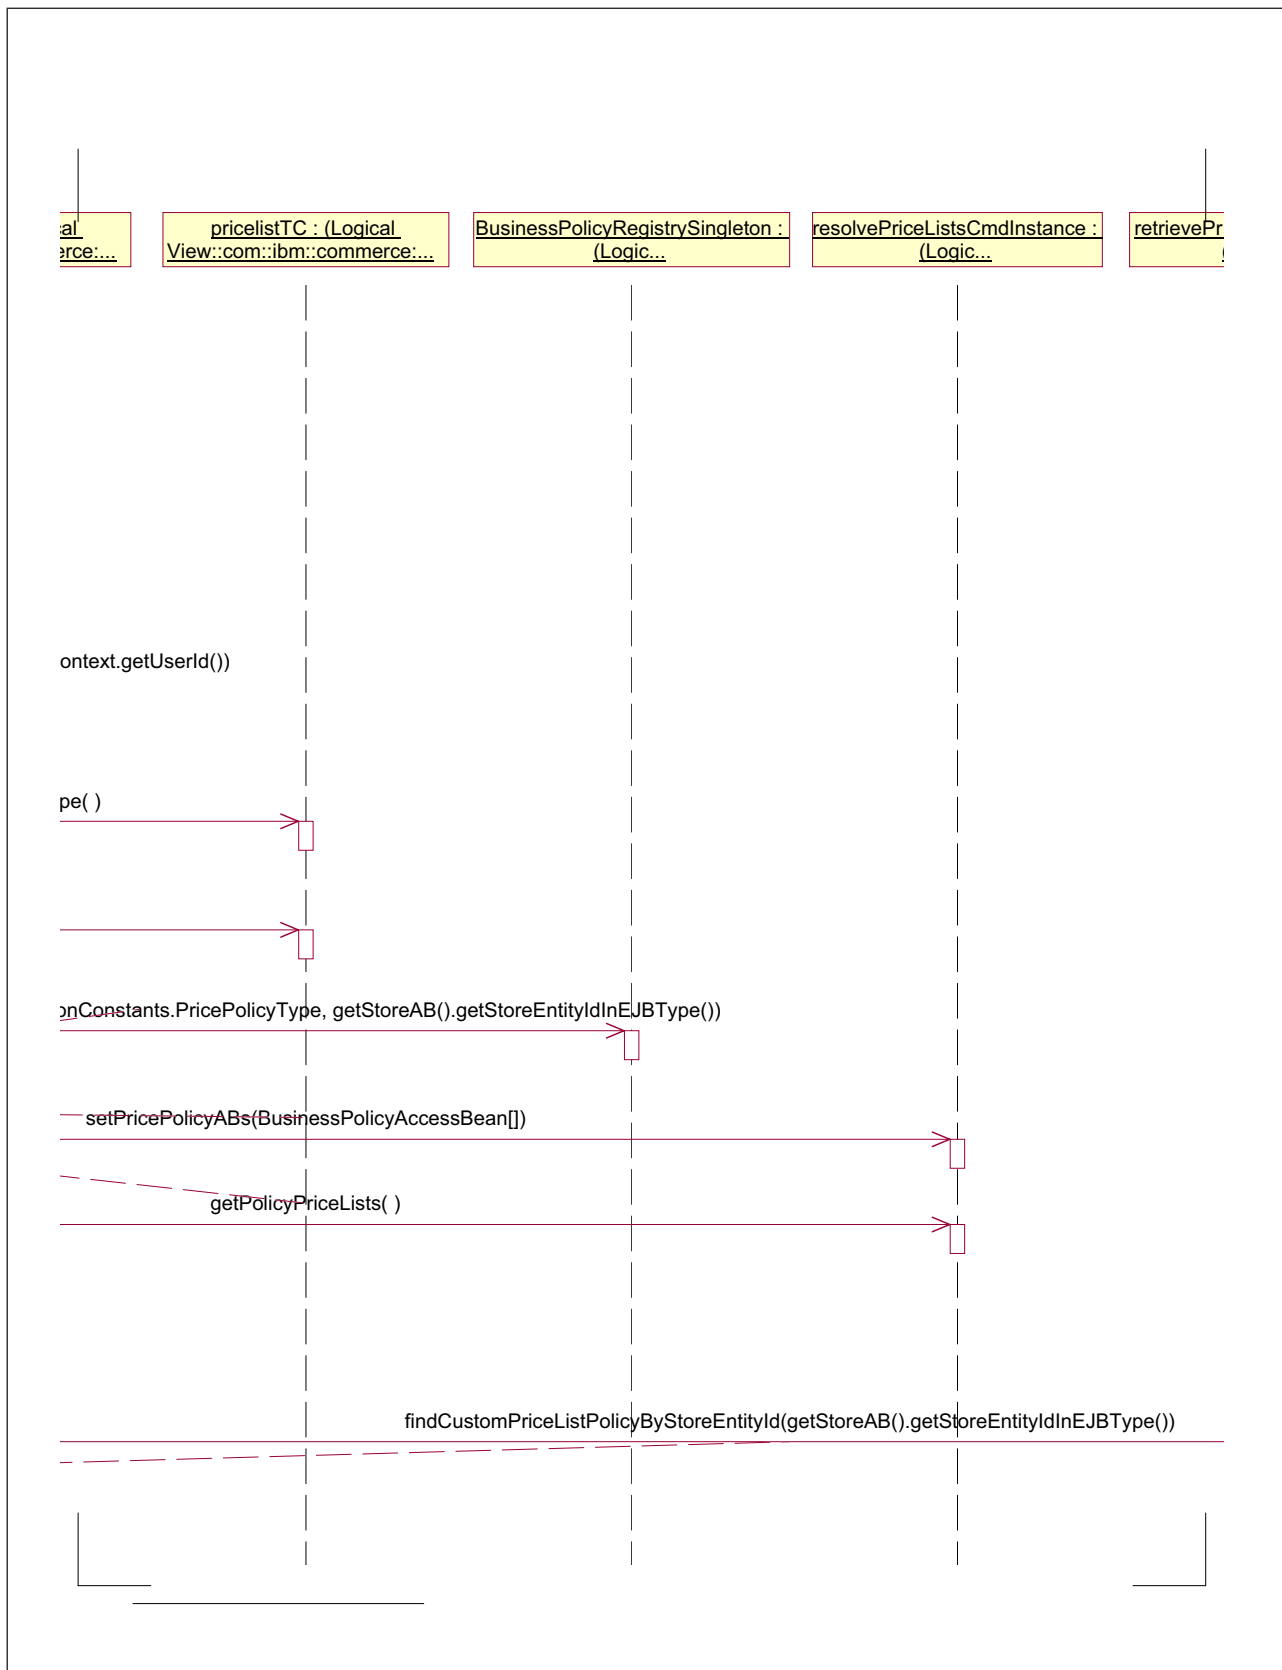 al
erce:...
pricelistTC : (Logical
View::com::ibm::commerce:...
BusinessPolicyRegistrySingleton :
(Logic...
resolvePriceListsCmdInstance :
(Logic...
retrievePr
(
ontext.getUserId())
pe( )
onConstants.PricePolicyType, getStoreAB().getStoreEntityIdInEJBType())
setPricePolicyABs(BusinessPolicyAccessBean[])
getPolicyPriceLists( )
findCustomPriceListPolicyByStoreEntityId(getStoreAB().getStoreEntityIdInEJBType())